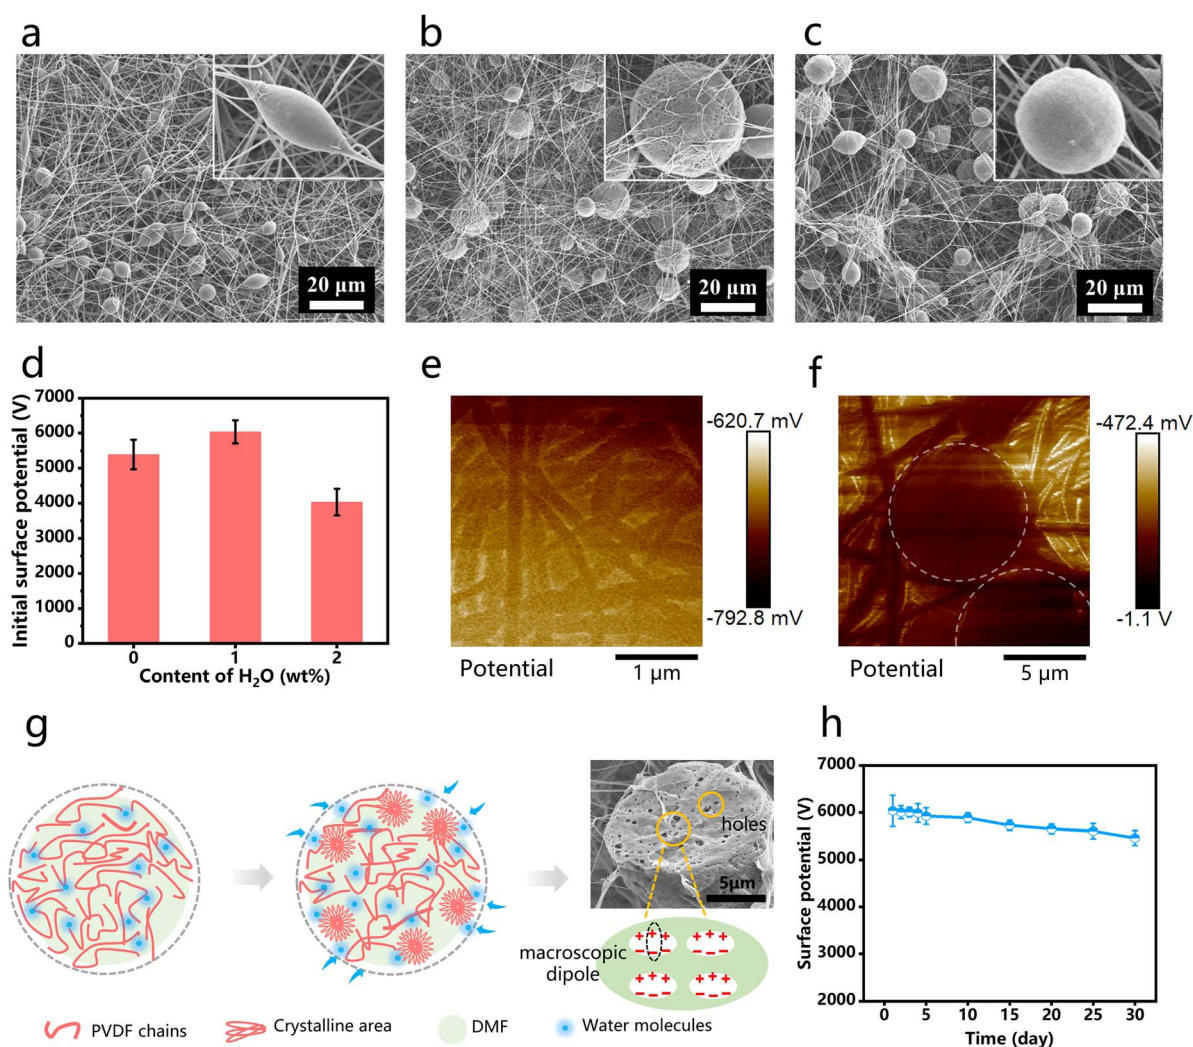 a
b
c
20 μm
20 μm
20 μm
d
7000
6000
5000
4000
3000
2000
1000
0
Initial surface potential (V)
0 1 2
Content of H₂O (wt%)
e
-620.7 mV
-792.8 mV
Potential
1 μm
f
-472.4 mV
-1.1 V
Potential
5 μm
g
holes
5μm
macroscopic
dipole
+ + +
− − −
+ + +
− − −
+ + +
− − −
+ + +
− − −
PVDF chains
Crystalline area
DMF
Water molecules
h
7000
6000
5000
4000
3000
2000
Surface potential (V)
0 5 10 15 20 25 30
Time (day)